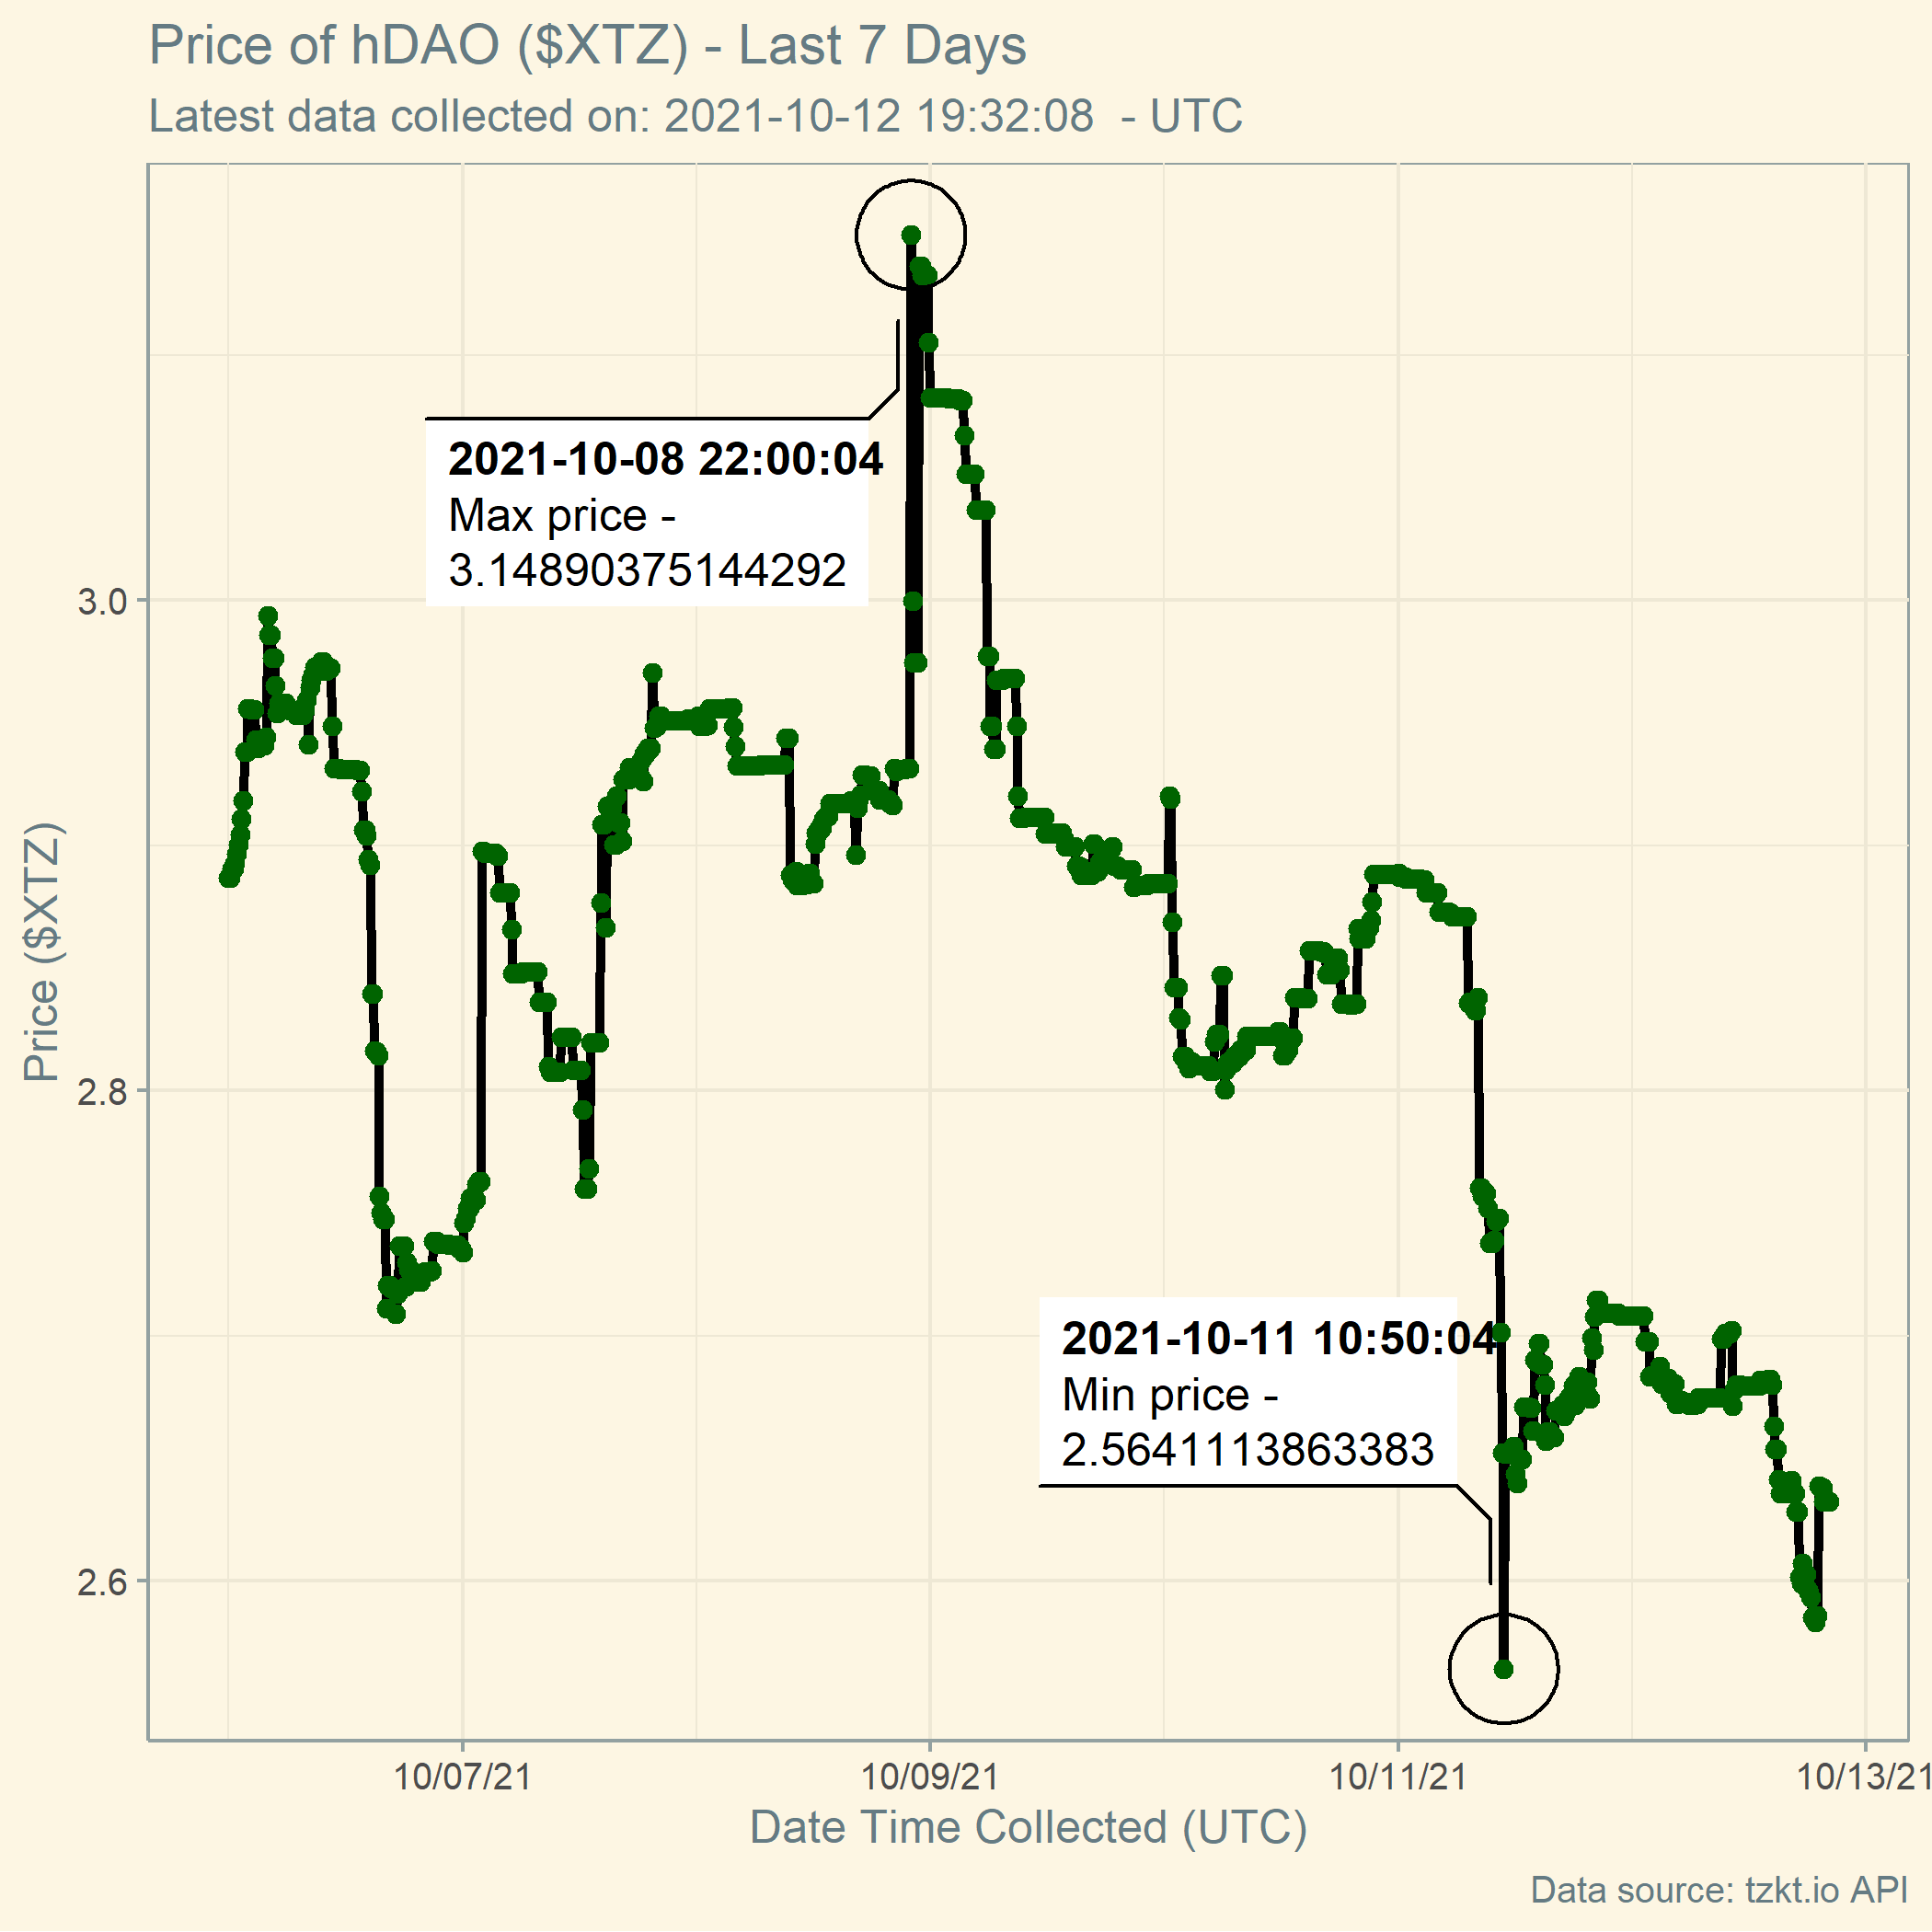 Price of hDAO ($XTZ) - Last 7 Days
Latest data collected on: 2021-10-12 19:32:08  - UTC
2021-10-08 22:00:04
Max price -
3.14890375144292
3.0
2.8
2.6
Price ($XTZ)
2021-10-11 10:50:04
Min price -
2.5641113863383
10/07/21
10/09/21
10/11/21
10/13/21
Date Time Collected (UTC)
Data source: tzkt.io API